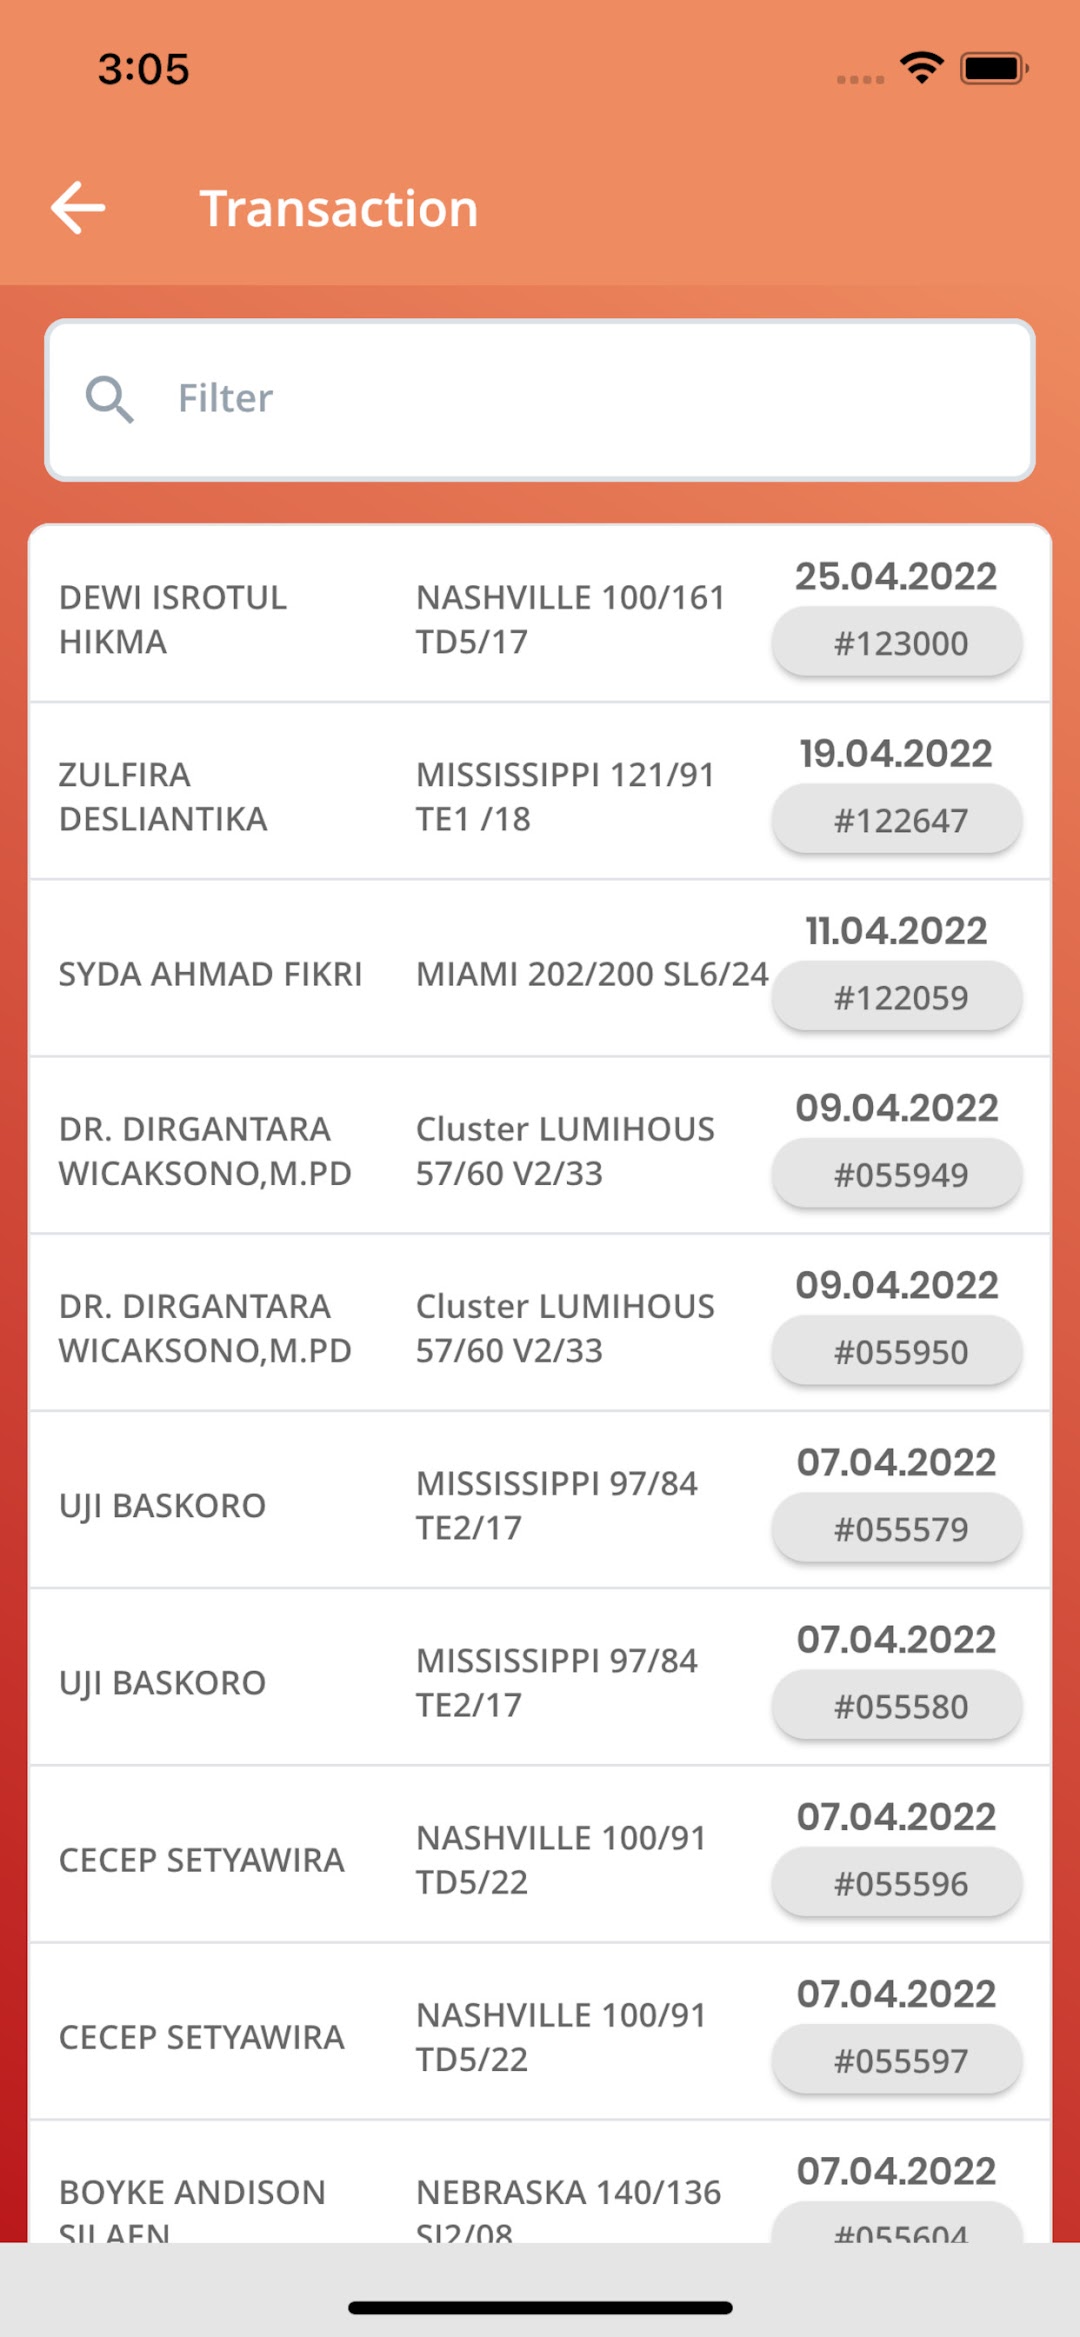 3:05
Transaction
Filter
25.04.2022
DEWI ISROTUL
HIKMA
NASHVILLE 100/161
TD5/17
#123000
19.04.2022
ZULFIRA
DESLIANTIKA
MISSISSIPPI 121/91
TE1 /18
#122647
11.04.2022
SYDA AHMAD FIKRI
MIAMI 202/200 SL6/24
#122059
09.04.2022
DR. DIRGANTARA
WICAKSONO,M.PD
Cluster LUMIHOUS
57/60 V2/33
#055949
09.04.2022
DR. DIRGANTARA
WICAKSONO,M.PD
Cluster LUMIHOUS
57/60 V2/33
#055950
07.04.2022
UJI BASKORO
MISSISSIPPI 97/84
TE2/17
#055579
07.04.2022
UJI BASKORO
MISSISSIPPI 97/84
TE2/17
#055580
07.04.2022
CECEP SETYAWIRA
NASHVILLE 100/91
TD5/22
#055596
07.04.2022
CECEP SETYAWIRA
NASHVILLE 100/91
TD5/22
#055597
07.04.2022
BOYKE ANDISON
SILAEN
NEBRASKA 140/136
SI2/08
#055604